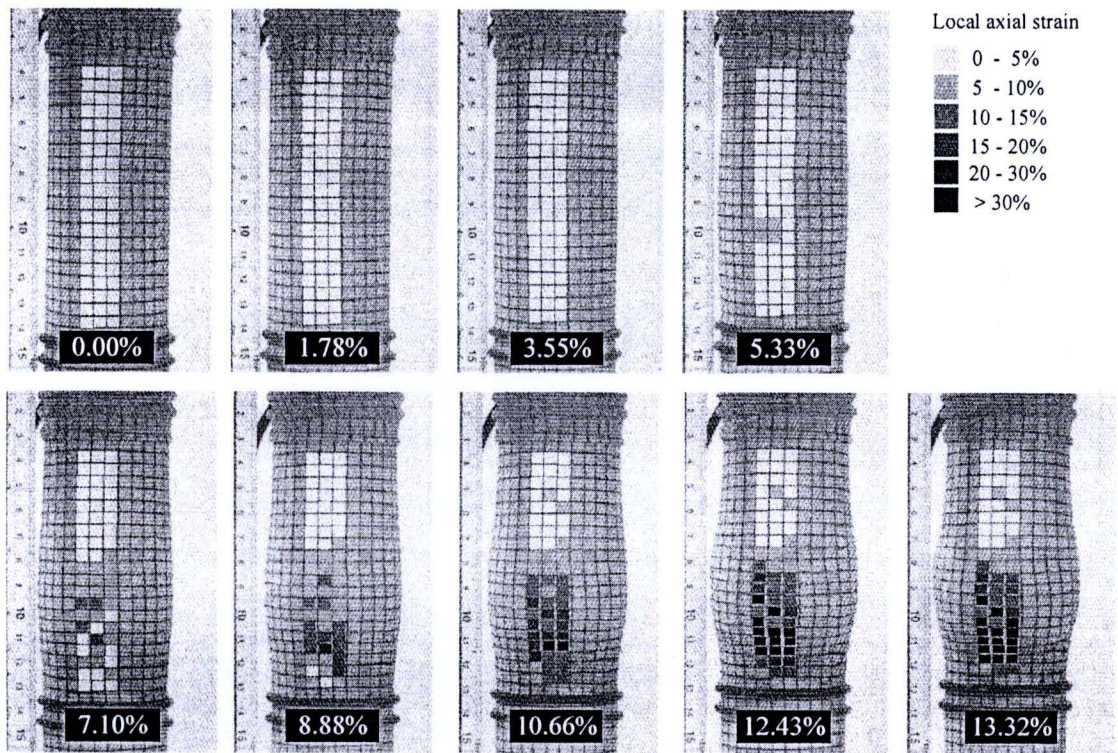 Local axial strain
0 - 5%
5 - 10%
10 - 15%
15 - 20%
20 - 30%
> 30%
0.00%
1.78%
3.55%
5.33%
7.10%
8.88%
10.66%
12.43%
13.32%